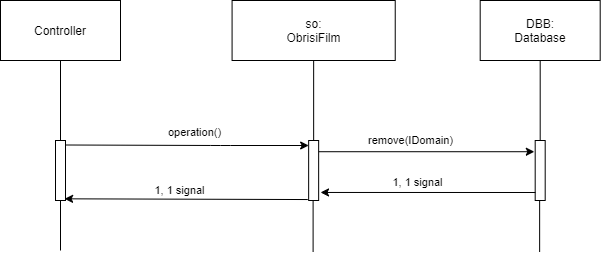 Controller
so:
ObrisiFilm
DBB:
Database
operation()
remove(IDomain)
1, 1 signal
1, 1 signal